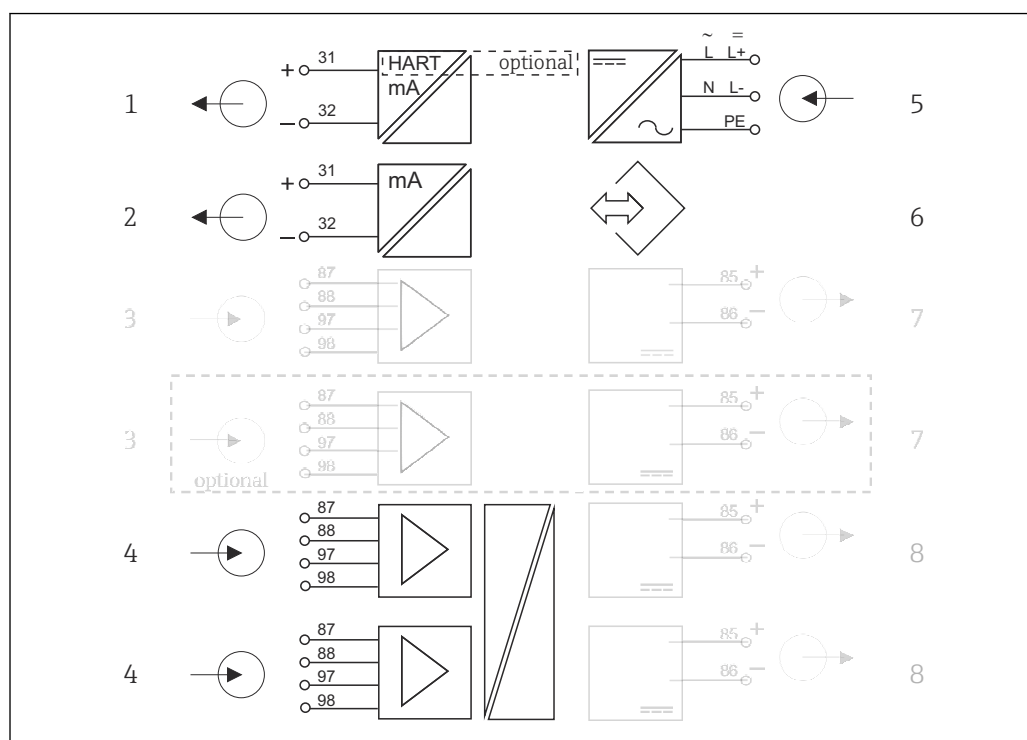 ~ =
31 HART optional L L+
+ mA N L-
1 32 PE 5
−
31 mA
+
2 32 6
−
87 85 +
88
3 97 86 − 7
98
87 85 +
88
3 97 86 − 7
optional 98
87 85 +
88
4 97 86 − 8
98
87 85 +
88
4 97 86 − 8
98